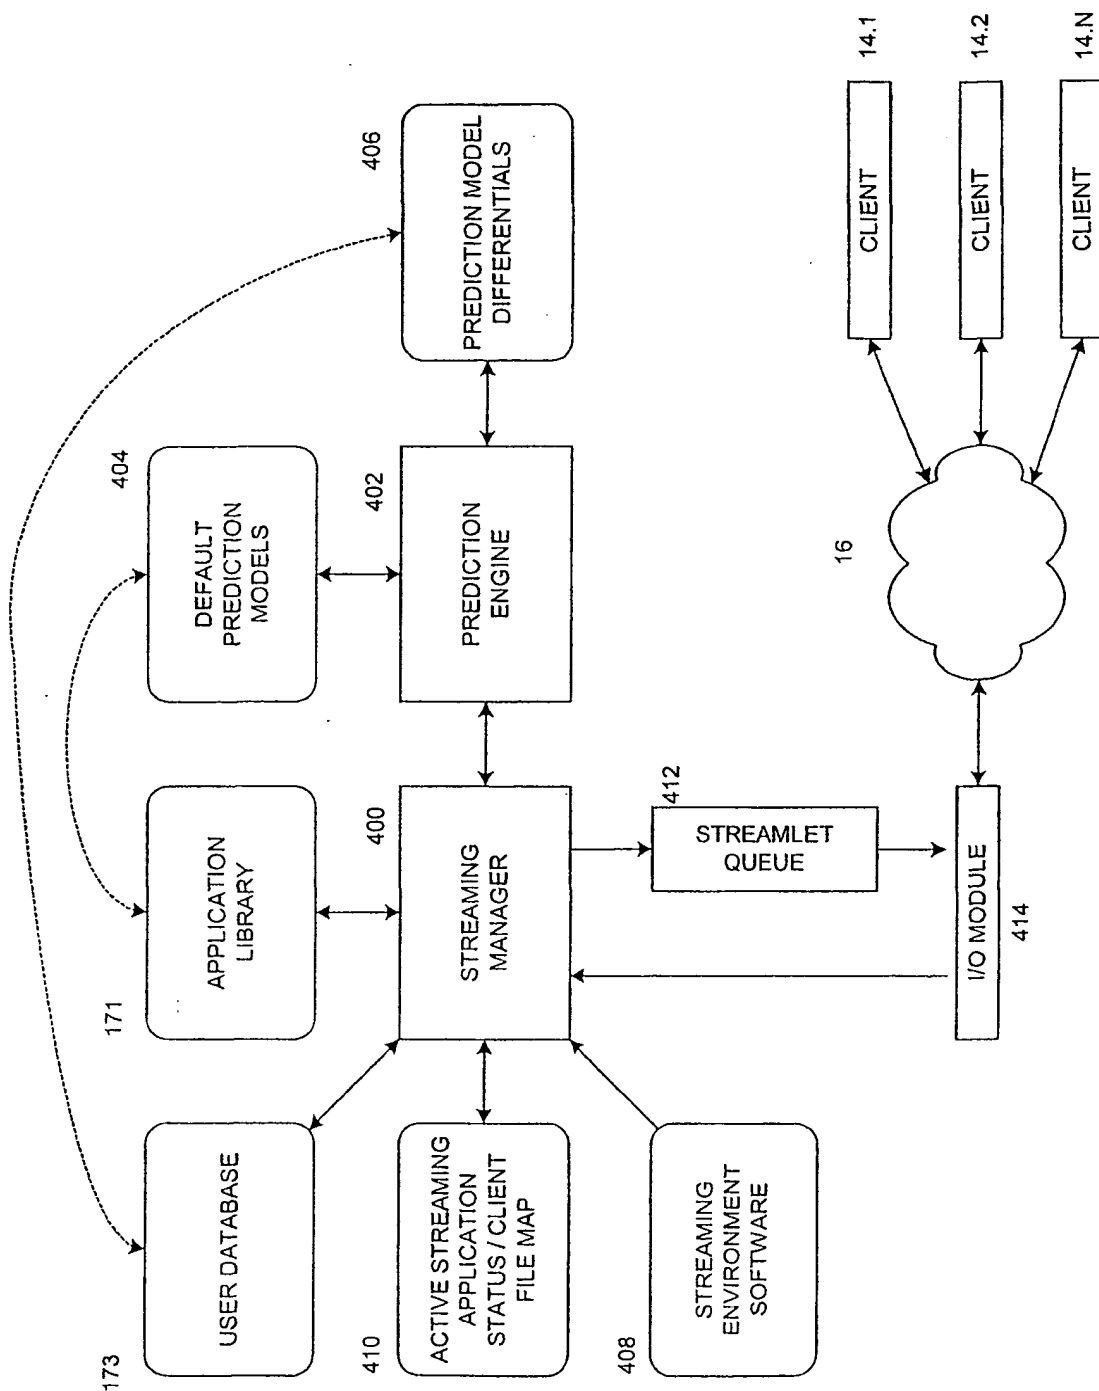 173
USER DATABASE
171
APPLICATION
LIBRARY
404
DEFAULT
PREDICTION
MODELS
410
ACTIVE STREAMING
APPLICATION
STATUS / CLIENT
FILE MAP
400
STREAMING
MANAGER
402
PREDICTION
ENGINE
406
PREDICTION MODEL
DIFFERENTIALS
408
STREAMING
ENVIRONMENT
SOFTWARE
412
STREAMLET
QUEUE
I/O MODULE
414
16
CLIENT
14.1
CLIENT
14.2
CLIENT
14.N